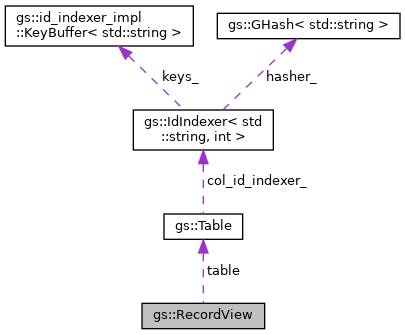 gs::id_indexer_impl
::KeyBuffer< std::string >
gs::GHash< std::string >
keys_
hasher_
gs::IdIndexer< std
::string, int >
col_id_indexer_
gs::Table
table
gs::RecordView